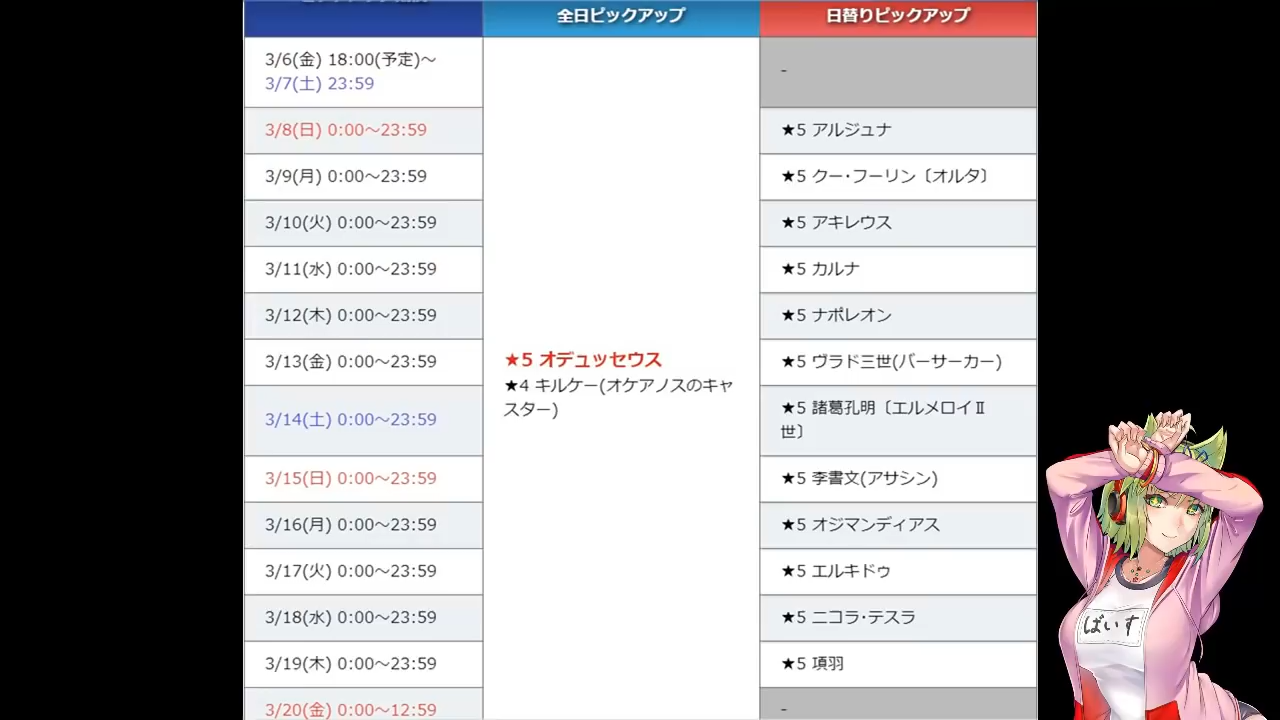 全日ピックアップ
日替りピックアップ
3/6(金) 18:00(予定)～
3/7(土) 23:59
-
3/8(日) 0:00～23:59
★5 アルジュナ
3/9(月) 0:00～23:59
★5 クー・フーリン〔オルタ〕
3/10(火) 0:00～23:59
★5 アキレウス
3/11(水) 0:00～23:59
★5 カルナ
3/12(木) 0:00～23:59
★5 ナポレオン
3/13(金) 0:00～23:59
★5 ヴラド三世(バーサーカー)
★5 オデュッセウス
★4 キルケー(オケアノスのキャ
スター)
3/14(土) 0:00～23:59
★5 諸葛孔明〔エルメロイⅡ
世〕
3/15(日) 0:00～23:59
★5 李書文(アサシン)
3/16(月) 0:00～23:59
★5 オジマンディアス
3/17(火) 0:00～23:59
★5 エルキドゥ
3/18(水) 0:00～23:59
★5 ニコラ・テスラ
3/19(木) 0:00～23:59
★5 項羽
3/20(金) 0:00～12:59
-
ばいす